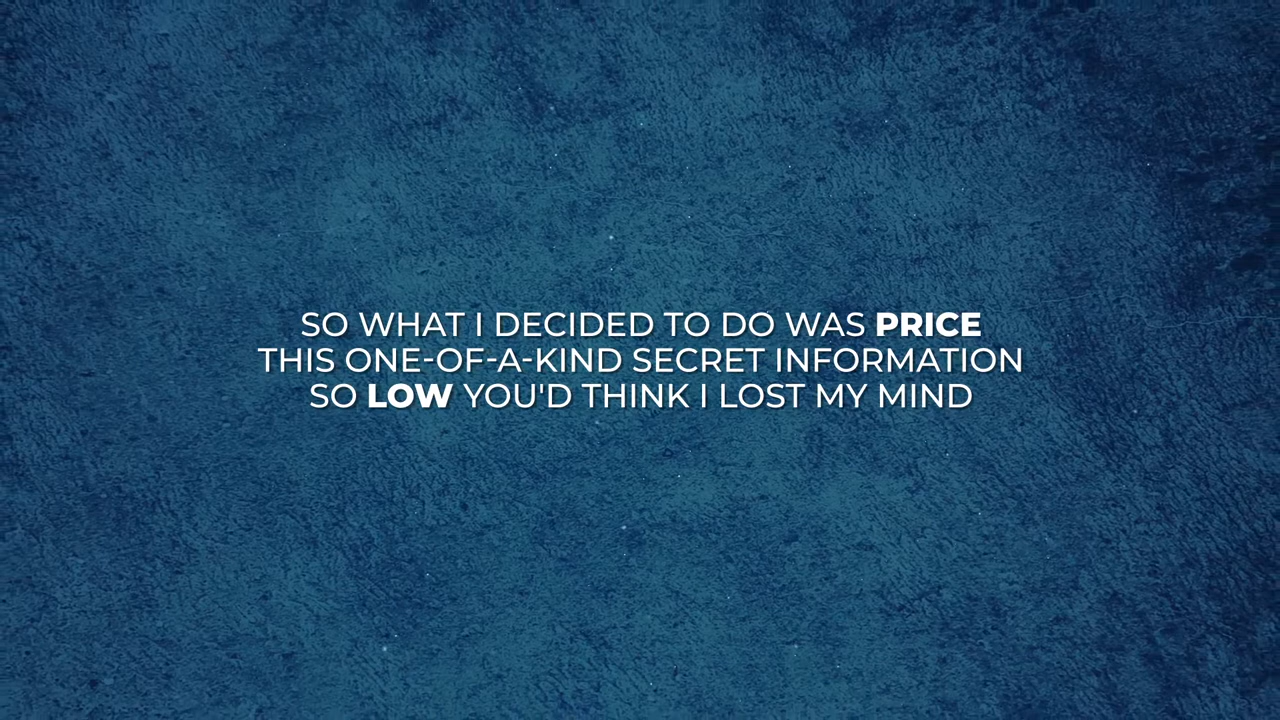 SO WHAT I DECIDED TO DO WAS PRICE
THIS ONE-OF-A-KIND SECRET INFORMATION
SO LOW YOU'D THINK I LOST MY MIND